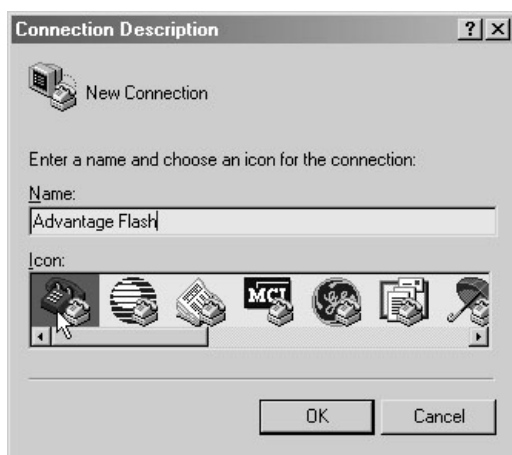 Connection Description
? ×
New Connection
Enter a name and choose an icon for the connection:
Name:
Advantage Flash
Icon:
MCI
OK
Cancel